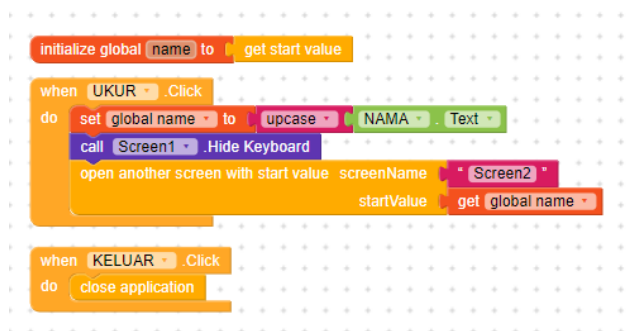 initialize global name to get start value
when UKUR .Click
do set global name to upcase NAMA . Text
call Screen1 .Hide Keyboard
open another screen with start value screenName " Screen2 "
startValue get global name
when KELUAR .Click
do close application